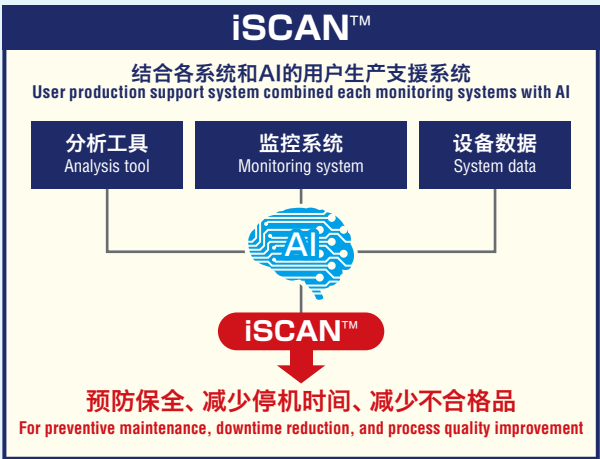 iSCAN™
结合各系统和AI的用户生产支援系统
User production support system combined each monitoring systems with AI
分析工具
Analysis tool
监控系统
Monitoring system
设备数据
System data
AI
iSCAN™
预防保全、减少停机时间、减少不合格品
For preventive maintenance, downtime reduction, and process quality improvement